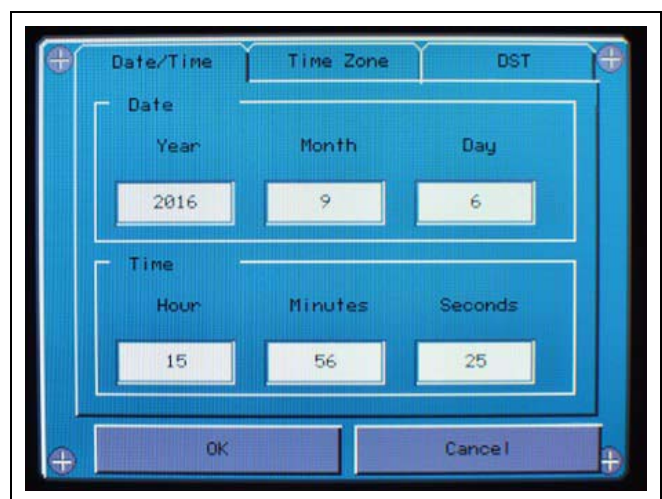 Date/Time Time Zone DST
Date
Year Month Day
2016 9 6
Time
Hour Minutes Seconds
15 56 25
OK Cancel